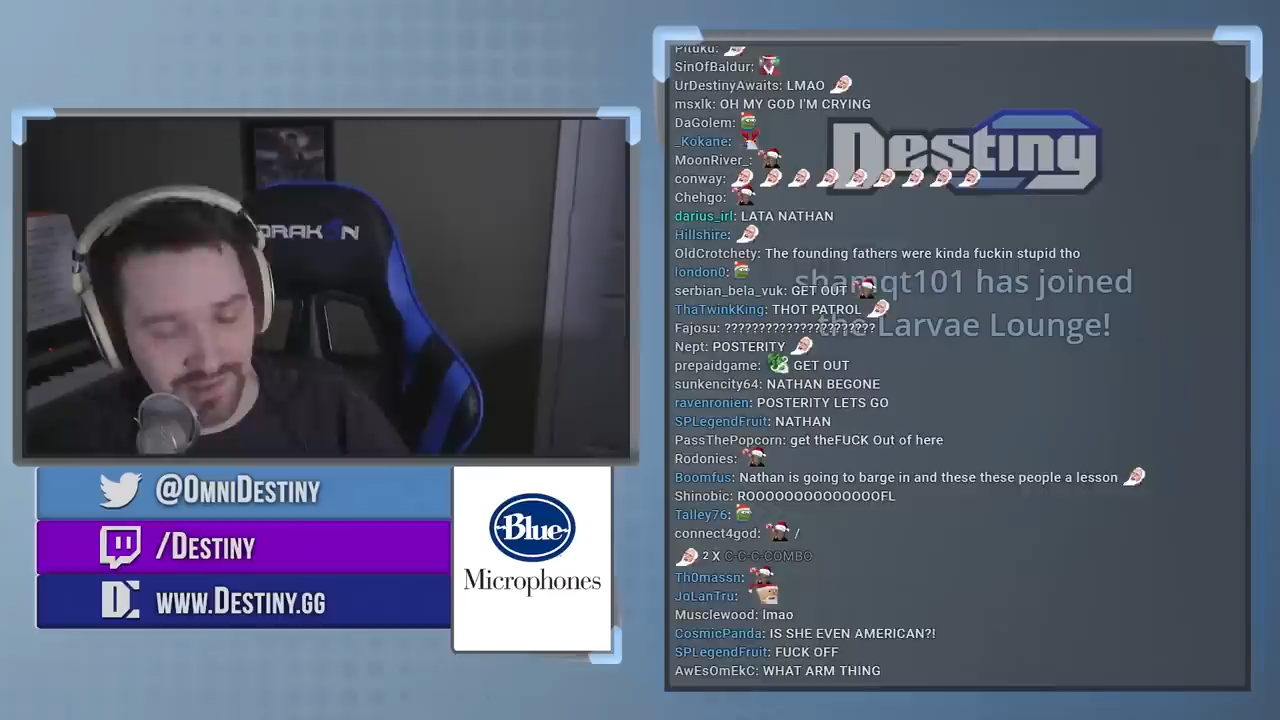 DRAKON
@OmniDestiny
/Destiny
www.Destiny.gg
Blue
Microphones
Destiny
shamqt101 has joined
the Larvae Lounge!
Pituku:
SinOfBaldur:
UrDestinyAwaits: LMAO
msxlk: OH MY GOD I'M CRYING
DaGolem:
_Kokane:
MoonRiver_:
conway:
Chehgo:
darius_irl: LATA NATHAN
Hillshire:
OldCrotchety: The founding fathers were kinda fuckin stupid tho
london0:
serbian_bela_vuk: GET OUT
ThaTwinkKing: THOT PATROL
Fajosu: ??????????????????????
Nept: POSTERITY
prepaidgame: GET OUT
sunkencity64: NATHAN BEGONE
ravenronien: POSTERITY LETS GO
SPLegendFruit: NATHAN
PassThePopcorn: get theFUCK Out of here
Rodonies:
Boomfus: Nathan is going to barge in and these these people a lesson
Shinobic: ROOOOOOOOOOOOOOFL
Talley76:
connect4god: /
2 X C-C-C-COMBO
Th0massn:
JoLanTru:
Musclewood: lmao
CosmicPanda: IS SHE EVEN AMERICAN?!
SPLegendFruit: FUCK OFF
AwEsOmEkC: WHAT ARM THING